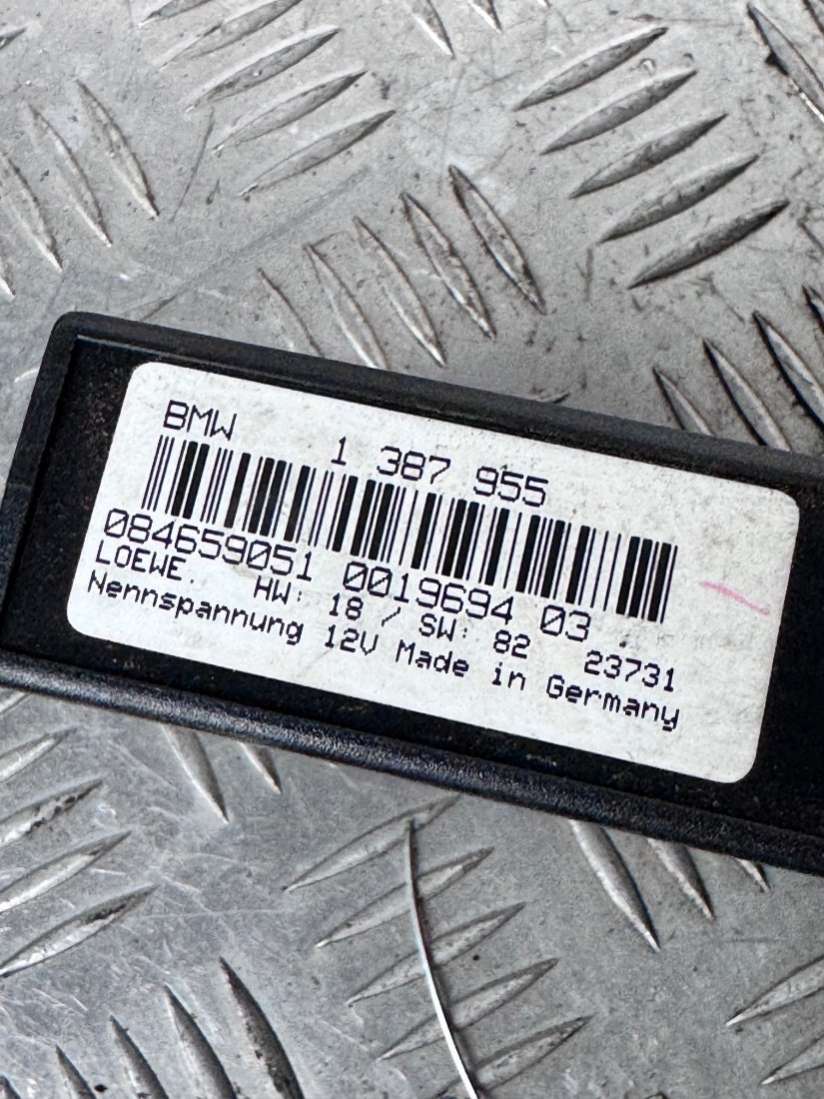 BMW 1 387 955
084659051 0019694 03
LOEWE. HW: 18 / SW: 82 23731
Nennspannung 12V Made in Germany